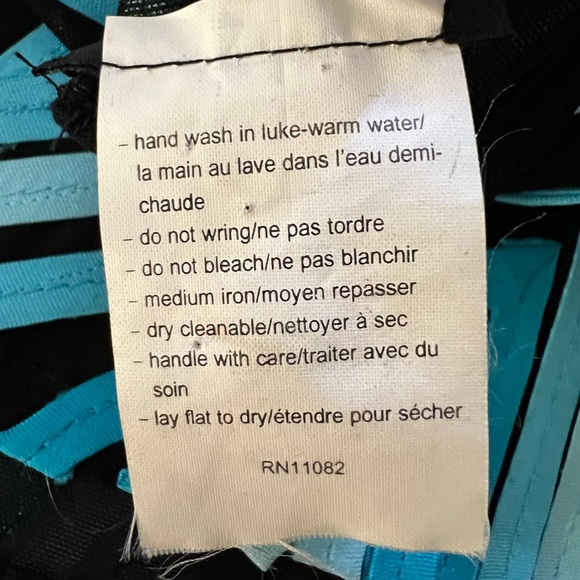 - hand wash in luke-warm water/
la main au lave dans l'eau demi-
chaude
- do not wring/ne pas tordre
- do not bleach/ne pas blanchir
- medium iron/moyen repasser
- dry cleanable/nettoyer à sec
- handle with care/traiter avec du
soin
- lay flat to dry/étendre pour sécher
RN11082